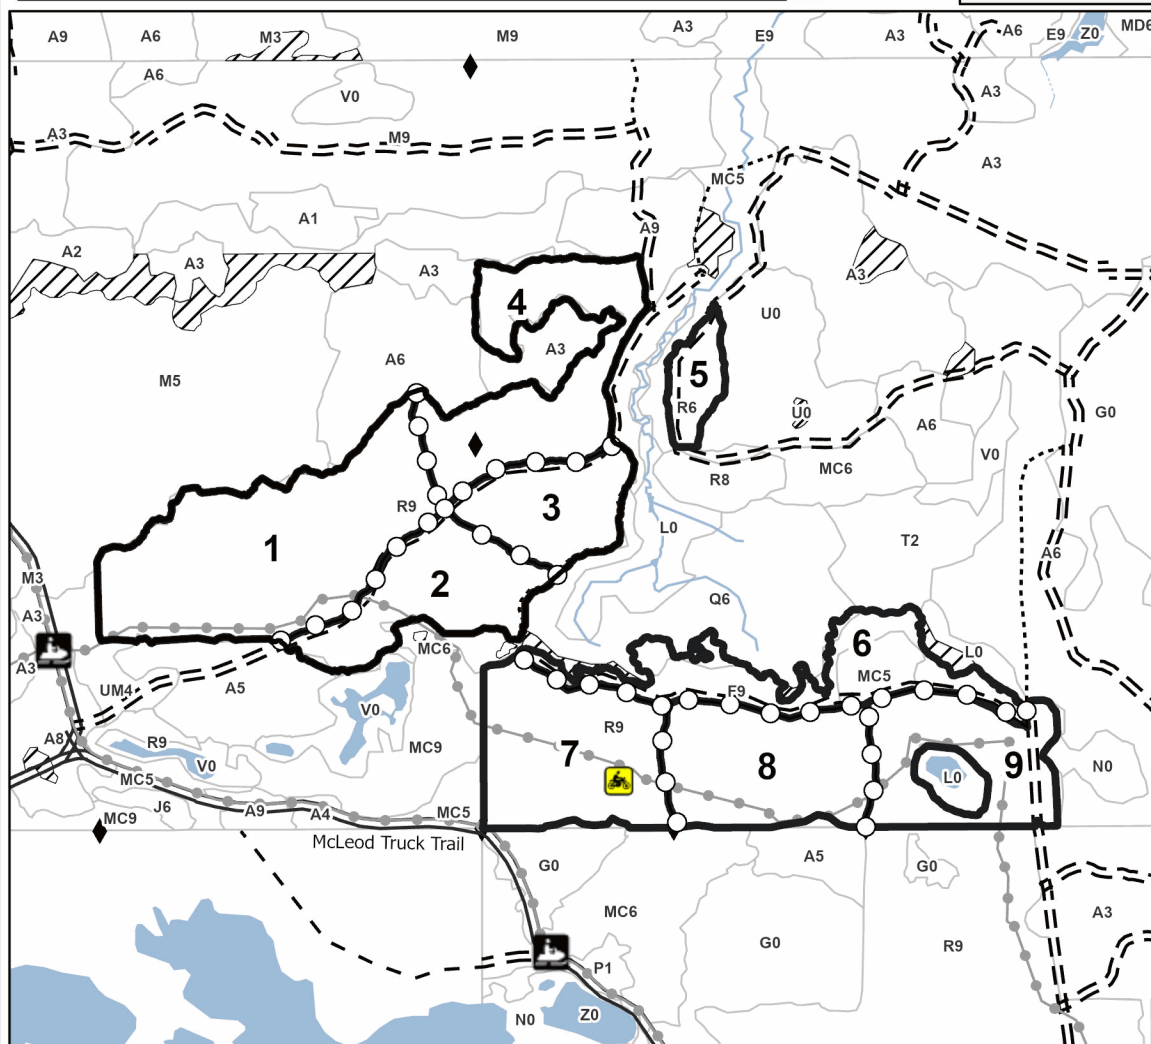 A9 A6 M3 M9 A3 E9 A3 A6 E9 Z0 MD6
A6 V0 A3
A3 M9 A3
MC5
A1 A9
A2 A3 A3 A3
4 U0
A3
A6 5
M5 R6 U0 G0
A6
R8 MC6 V0
R9 3
L0 T2
1 A6
M3 2 Q6
A3
MC6 6 L0
A3 MC5
UM4 A5 F9
V0 R9
A8 R9 MC9 7 8 9 N0
V0 L0
MC5
J6 A9 A4 MC5
MC9
McLeod Truck Trail
G0 A5 G0
MC6 A3
G0 R9
P1
N0 Z0